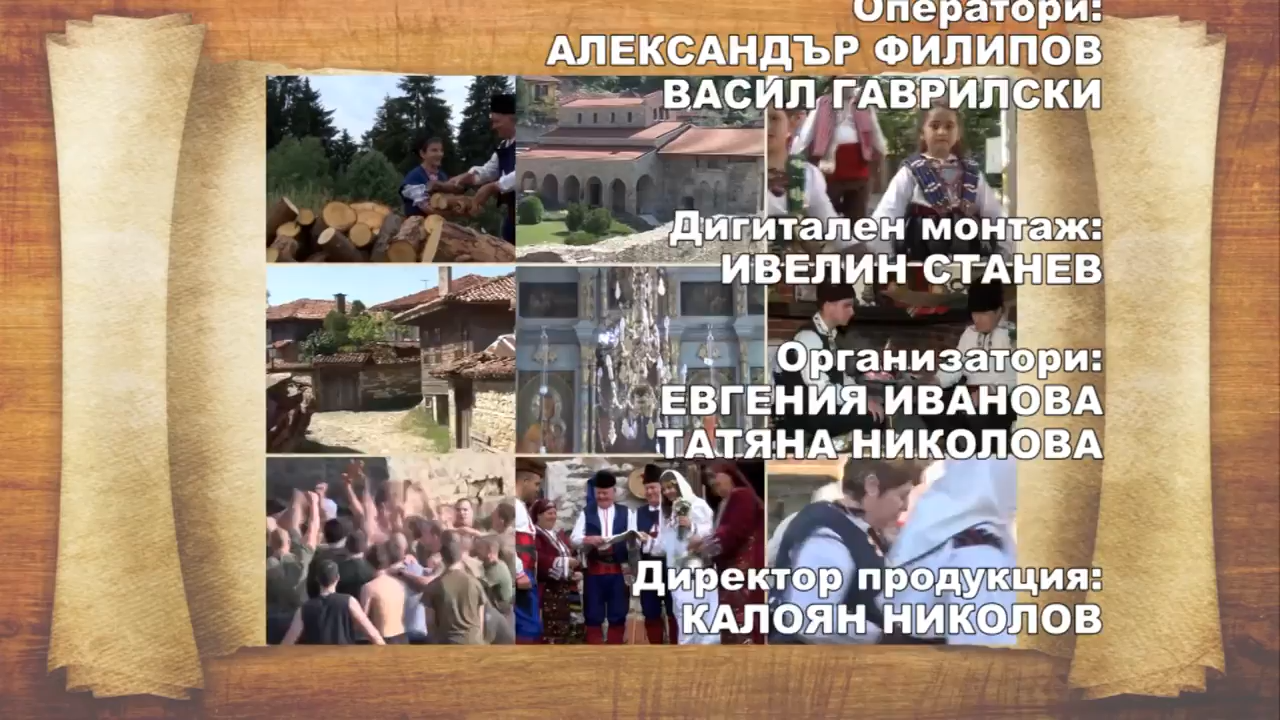 Оператори:
АЛЕКСАНДЪР ФИЛИПОВ
ВАСИЛ ГАВРИЛСКИ
Дигитален монтаж:
ИВЕЛИН СТАНЕВ
Организатори:
ЕВГЕНИЯ ИВАНОВА
ТАТЯНА НИКОЛОВА
Директор продукция:
КАЛОЯН НИКОЛОВ